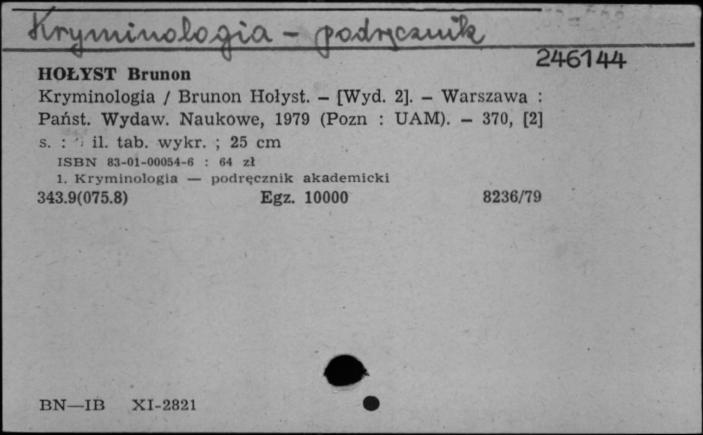 Kryminologia - podręcznik
246144
HOŁYST Brunon
Kryminologia / Brunon Hołyst. — [Wyd. 2]. — Warszawa :
Państ. Wydaw. Naukowe, 1979 (Pozn : UAM). — 370, [2]
s. : il. tab. wykr. ; 25 cm
ISBN 83-01-00054-6 : 64 zł
1. Kryminologia — podręcznik akademicki
343.9(075.8) Egz. 10000 8236/79
BN—IB XI-2821